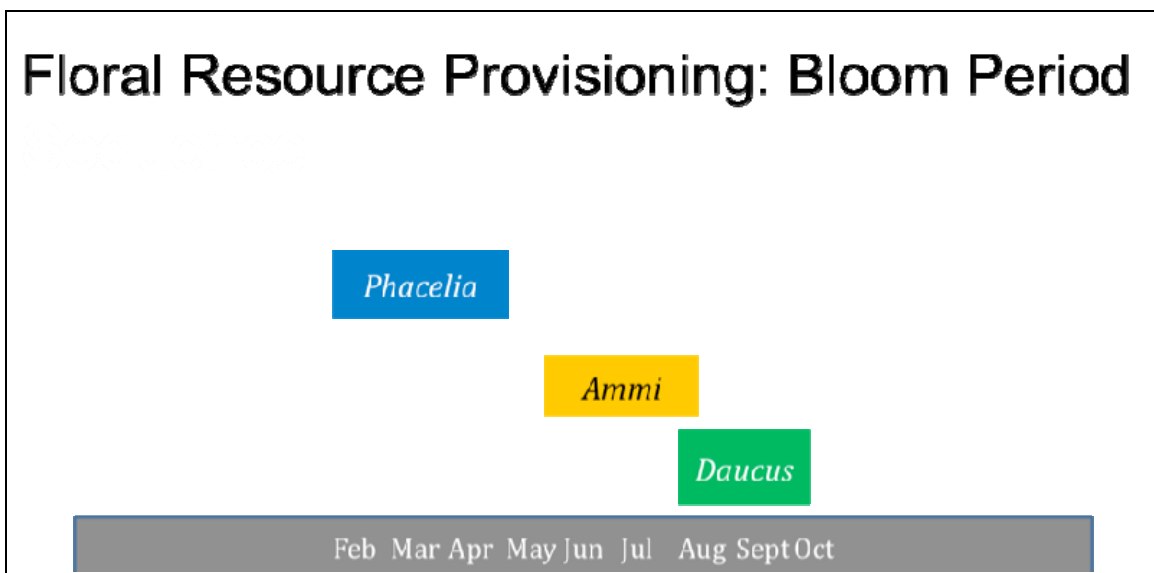 Floral Resource Provisioning: Bloom Period
Phacelia
Ammi
Daucus
Feb Mar Apr May Jun Jul Aug Sept Oct